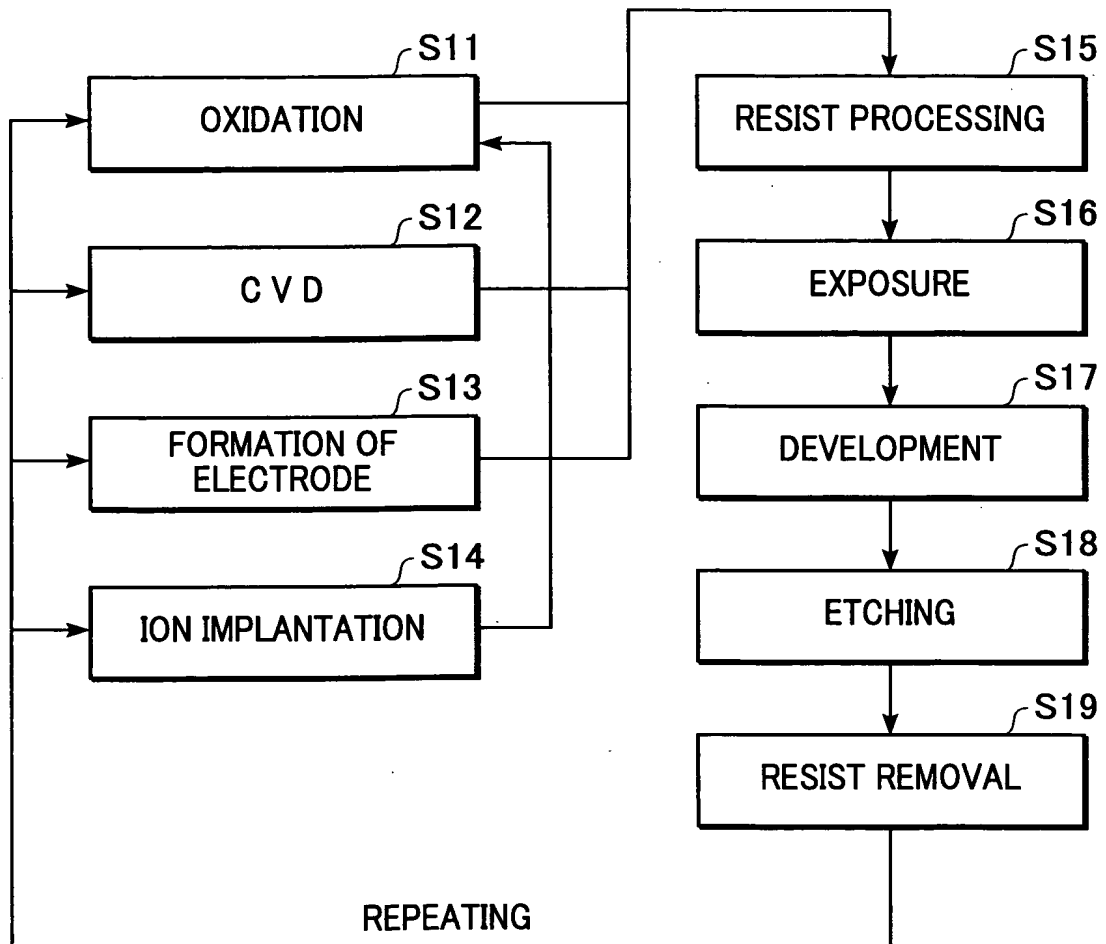 S11
OXIDATION
S12
C V D
S13
FORMATION OF
ELECTRODE
S14
ION IMPLANTATION
S15
RESIST PROCESSING
S16
EXPOSURE
S17
DEVELOPMENT
S18
ETCHING
S19
RESIST REMOVAL
REPEATING